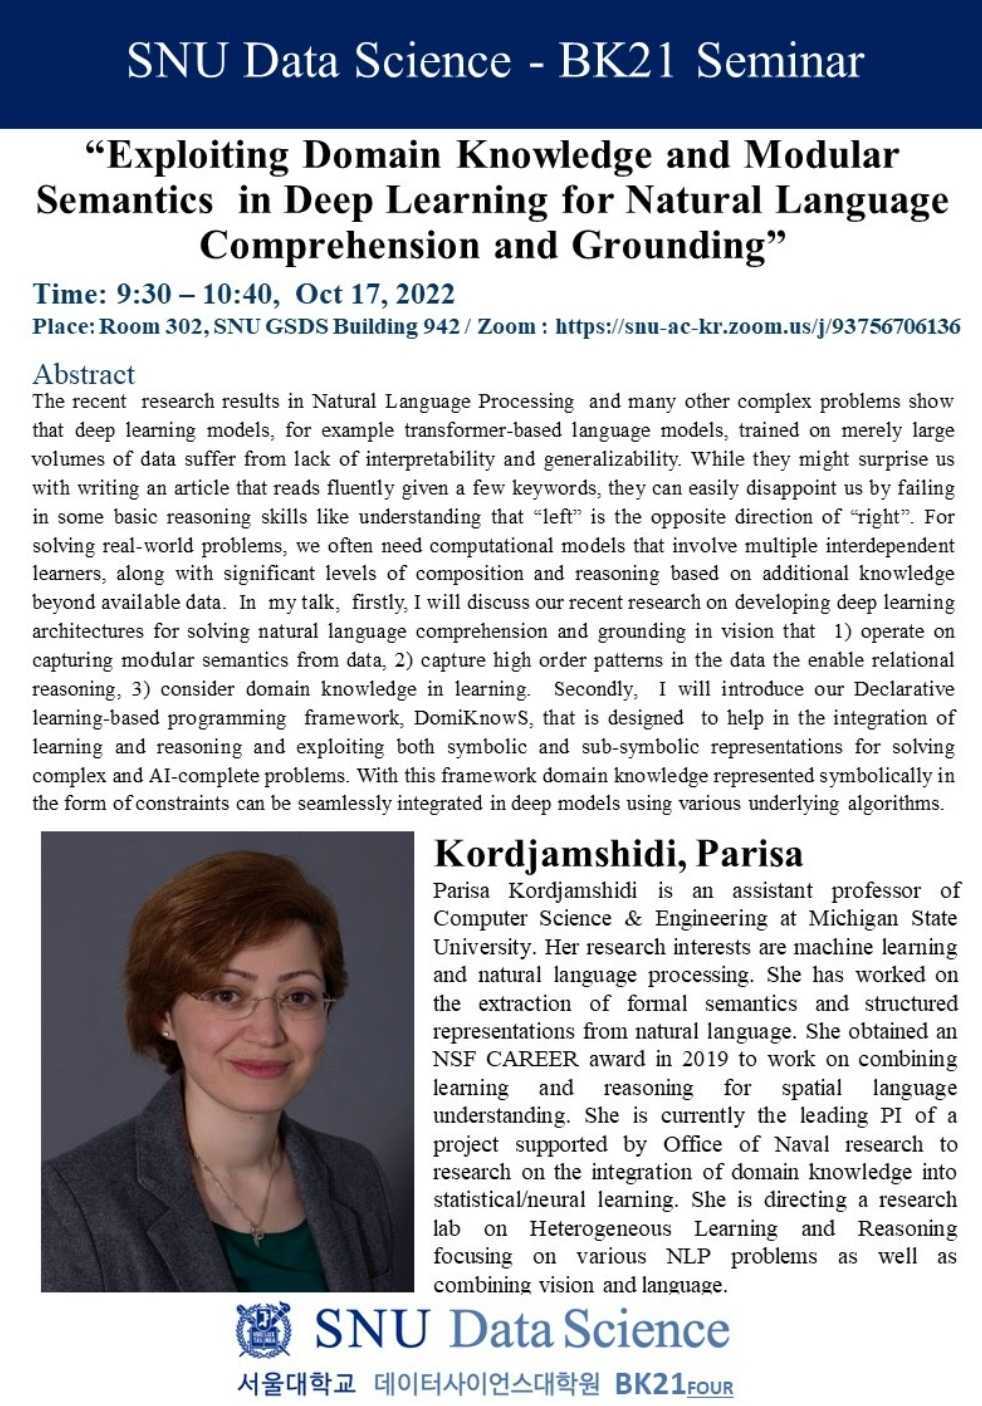 SNU Data Science - BK21 Seminar
“Exploiting Domain Knowledge and Modular
Semantics in Deep Learning for Natural Language
Comprehension and Grounding”
Time: 9:30 – 10:40, Oct 17, 2022
Place: Room 302, SNU GSDS Building 942 / Zoom : https://snu-ac-kr.zoom.us/j/93756706136
Abstract
The recent research results in Natural Language Processing and many other complex problems show
that deep learning models, for example transformer-based language models, trained on merely large
volumes of data suffer from lack of interpretability and generalizability. While they might surprise us
with writing an article that reads fluently given a few keywords, they can easily disappoint us by failing
in some basic reasoning skills like understanding that “left” is the opposite direction of “right”. For
solving real-world problems, we often need computational models that involve multiple interdependent
learners, along with significant levels of composition and reasoning based on additional knowledge
beyond available data. In my talk, firstly, I will discuss our recent research on developing deep learning
architectures for solving natural language comprehension and grounding in vision that 1) operate on
capturing modular semantics from data, 2) capture high order patterns in the data the enable relational
reasoning, 3) consider domain knowledge in learning. Secondly, I will introduce our Declarative
learning-based programming framework, DomiKnowS, that is designed to help in the integration of
learning and reasoning and exploiting both symbolic and sub-symbolic representations for solving
complex and AI-complete problems. With this framework domain knowledge represented symbolically in
the form of constraints can be seamlessly integrated in deep models using various underlying algorithms.
Kordjamshidi, Parisa
Parisa Kordjamshidi is an assistant professor of
Computer Science & Engineering at Michigan State
University. Her research interests are machine learning
and natural language processing. She has worked on
the extraction of formal semantics and structured
representations from natural language. She obtained an
NSF CAREER award in 2019 to work on combining
learning and reasoning for spatial language
understanding. She is currently the leading PI of a
project supported by Office of Naval research to
research on the integration of domain knowledge into
statistical/neural learning. She is directing a research
lab on Heterogeneous Learning and Reasoning
focusing on various NLP problems as well as
combining vision and language.
SNU Data Science
서울대학교 데이터사이언스대학원 BK21 FOUR